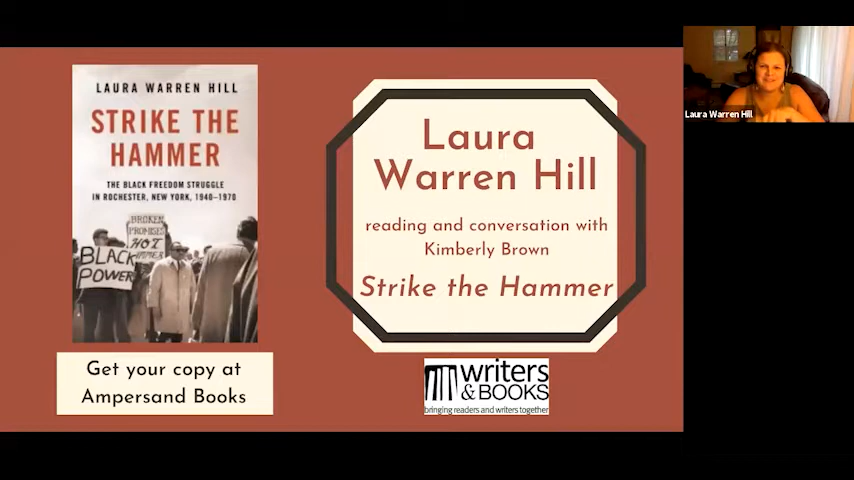 LAURA WARREN HILL
STRIKE THE
HAMMER
THE BLACK FREEDOM STRUGGLE
IN ROCHESTER, NEW YORK, 1940–1970
BROKEN
PROMISES
HOT
SUMMER
BLACK
POWER
Get your copy at
Ampersand Books
Laura
Warren Hill
reading and conversation with
Kimberly Brown
Strike the Hammer
writers
& BOOKS
bringing readers and writers together
Laura Warren Hill